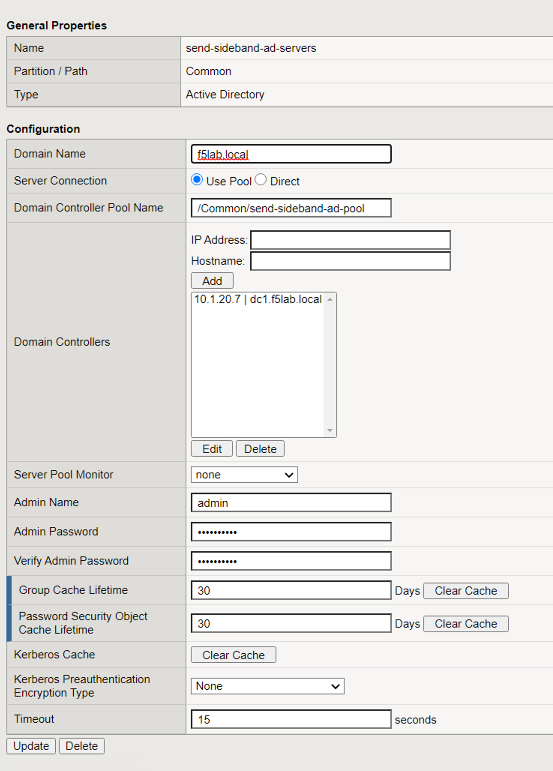 General Properties
Name send-sideband-ad-servers
Partition / Path Common
Type Active Directory
Configuration
Domain Name f5lab.local
Server Connection Use Pool Direct
Domain Controller Pool Name /Common/send-sideband-ad-pool
IP Address:
Hostname:
Add
10.1.20.7 | dc1.f5lab.local
Domain Controllers
Edit Delete
Server Pool Monitor none
Admin Name admin
Admin Password ••••••••••
Verify Admin Password ••••••••••
Group Cache Lifetime 30 Days Clear Cache
Password Security Object
Cache Lifetime 30 Days Clear Cache
Kerberos Cache Clear Cache
Kerberos Preauthentication
Encryption Type None
Timeout 15 seconds
Update Delete